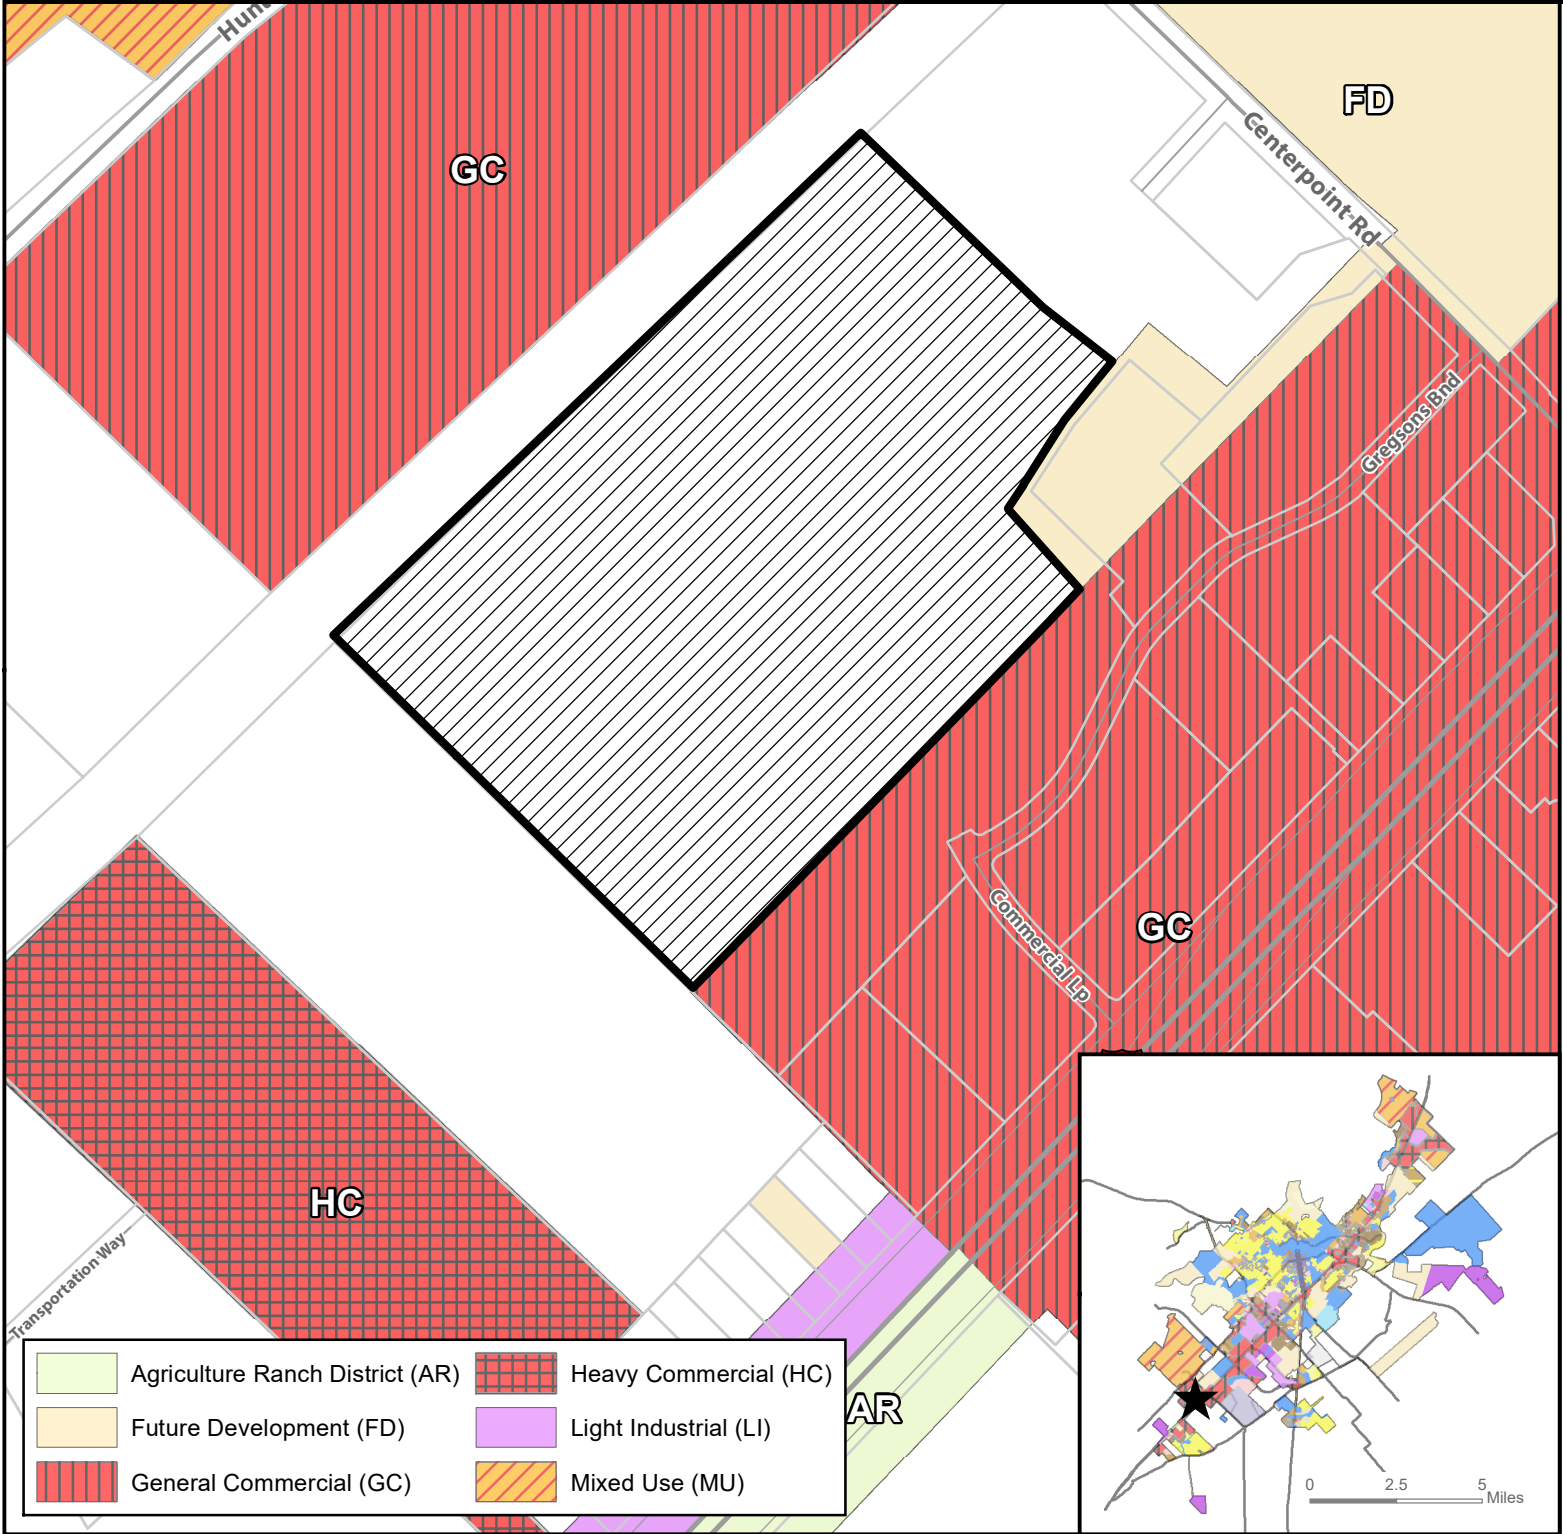 GC
FD
Centerpoint Rd
Gregsons Bnd
Commercial Lp
GC
HC
Transportation Way
AR
Agriculture Ranch District (AR)
Future Development (FD)
General Commercial (GC)
Heavy Commercial (HC)
Light Industrial (LI)
Mixed Use (MU)
0 2.5 5
Miles